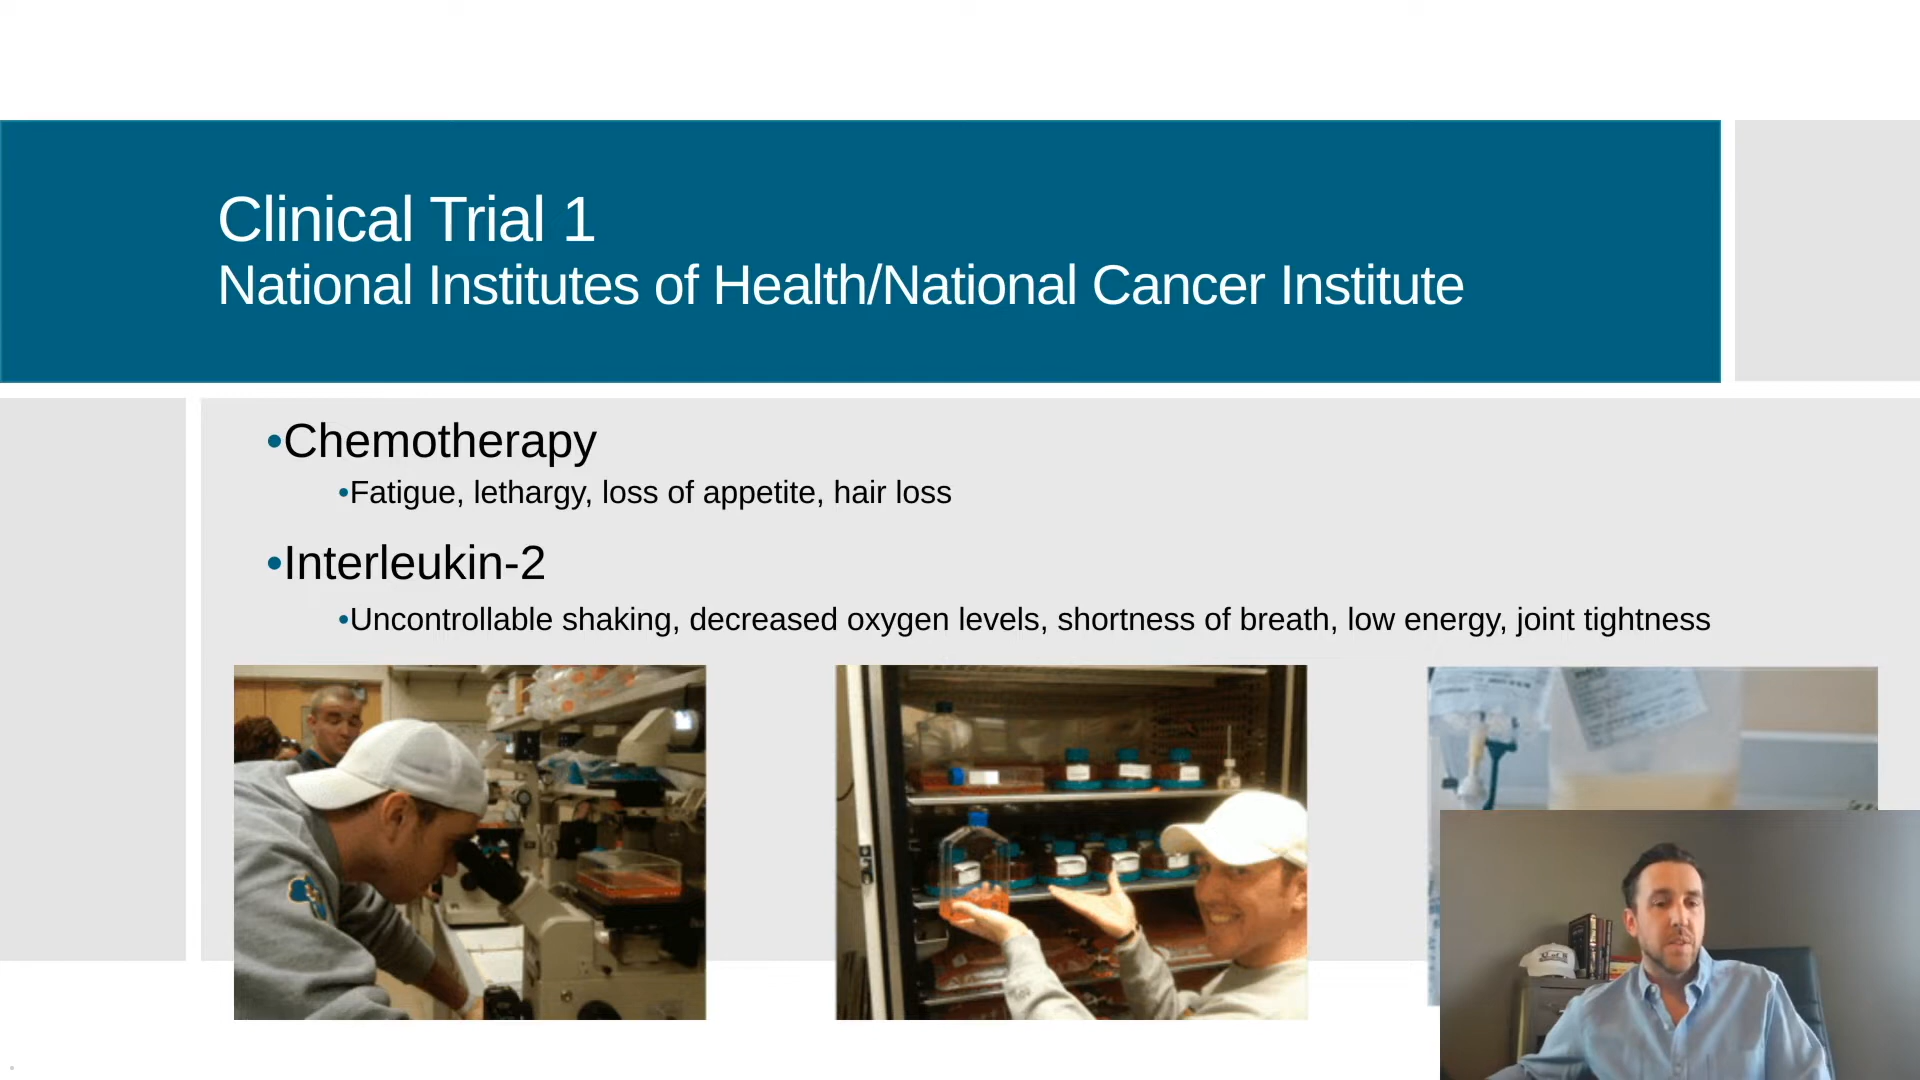 Clinical Trial 1
National Institutes of Health/National Cancer Institute
•Chemotherapy
•Fatigue, lethargy, loss of appetite, hair loss
•Interleukin-2
•Uncontrollable shaking, decreased oxygen levels, shortness of breath, low energy, joint tightness